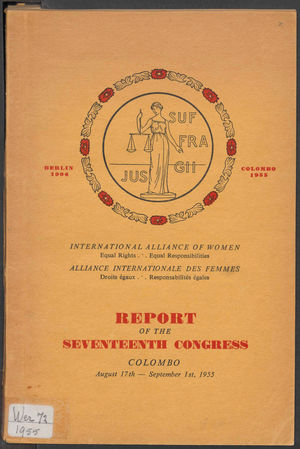 SUF
FRA
JUS GII
BERLIN
1904
COLOMBO
1955
INTERNATIONAL ALLIANCE OF WOMEN
Equal Rights . - . Equal Responsibilities
ALLIANCE INTERNATIONALE DES FEMMES
Droits égaux . - . Responsabilités égales
REPORT
OF THE
SEVENTEENTH CONGRESS
COLOMBO
August 17th — September 1st, 1955
Wer 72
1955